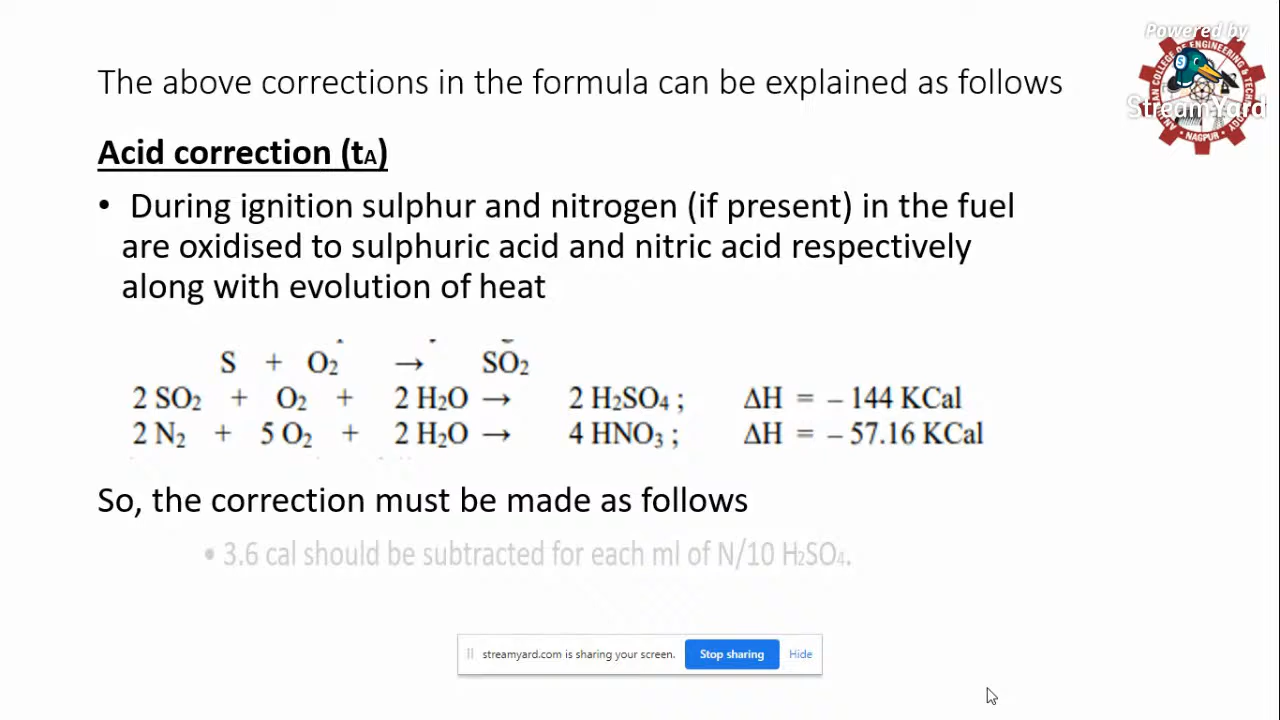 Powered by
StreamYard
NAGPUR
The above corrections in the formula can be explained as follows
Acid correction (tA)
• During ignition sulphur and nitrogen (if present) in the fuel
are oxidised to sulphuric acid and nitric acid respectively
along with evolution of heat
S + O₂ → SO₂
2 SO₂ + O₂ + 2 H₂O → 2 H₂SO₄ ; ΔH = – 144 KCal
2 N₂ + 5 O₂ + 2 H₂O → 4 HNO₃ ; ΔH = – 57.16 KCal
So, the correction must be made as follows
• 3.6 cal should be subtracted for each ml of N/10 H₂SO₄.
streamyard.com is sharing your screen. Stop sharing Hide